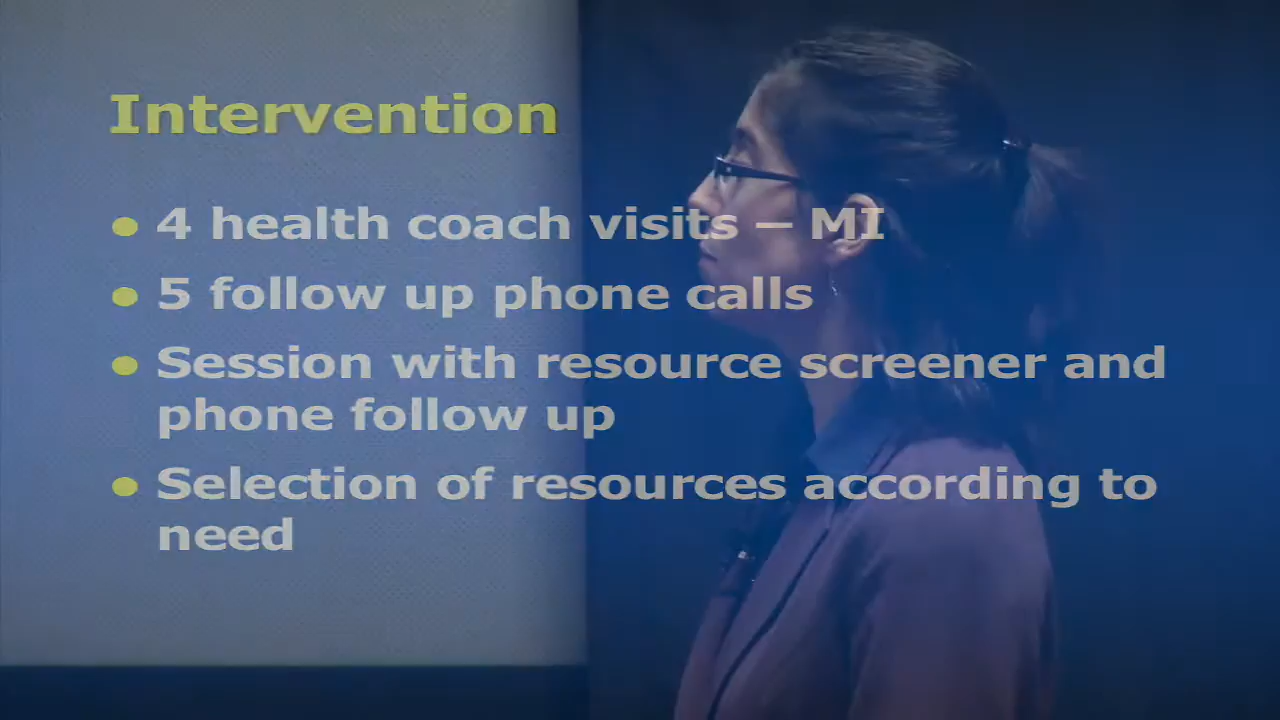 Intervention
4 health coach visits – MI
5 follow up phone calls
Session with resource screener and
phone follow up
Selection of resources according to
need